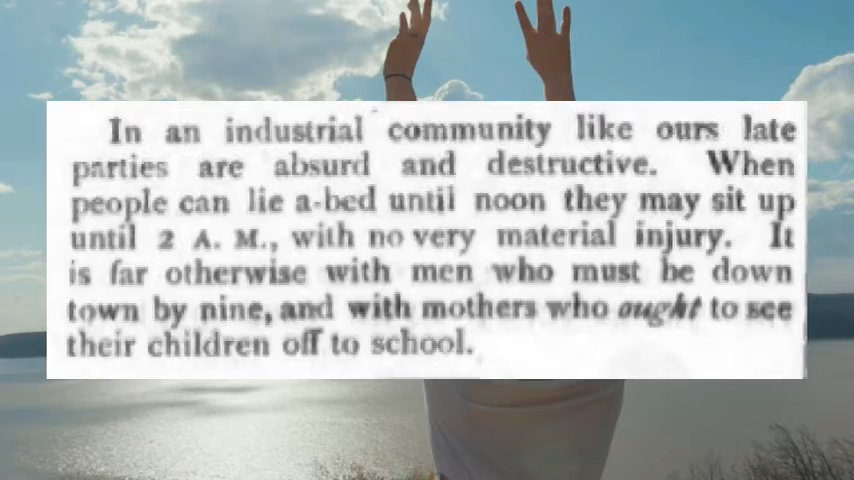 In an industrial community like ours late
parties are absurd and destructive. When
people can lie a-bed until noon they may sit up
until 2 A. M., with no very material injury. It
is far otherwise with men who must be down
town by nine, and with mothers who ought to see
their children off to school.